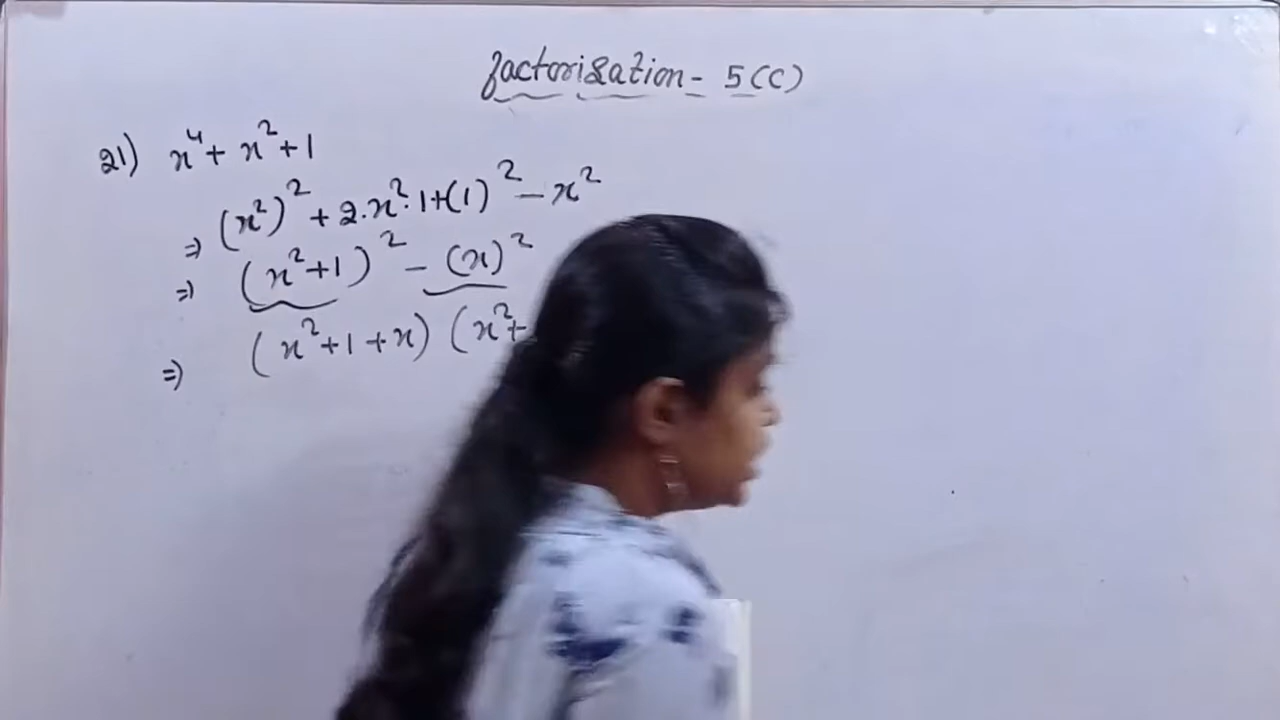 factorisation - 5(C)
21) x⁴ + x² + 1
⇒ (x²)² + 2·x²·1+(1)² - x²
⇒ (x²+1)² - (x)²
⇒ (x²+1+x) (x²+